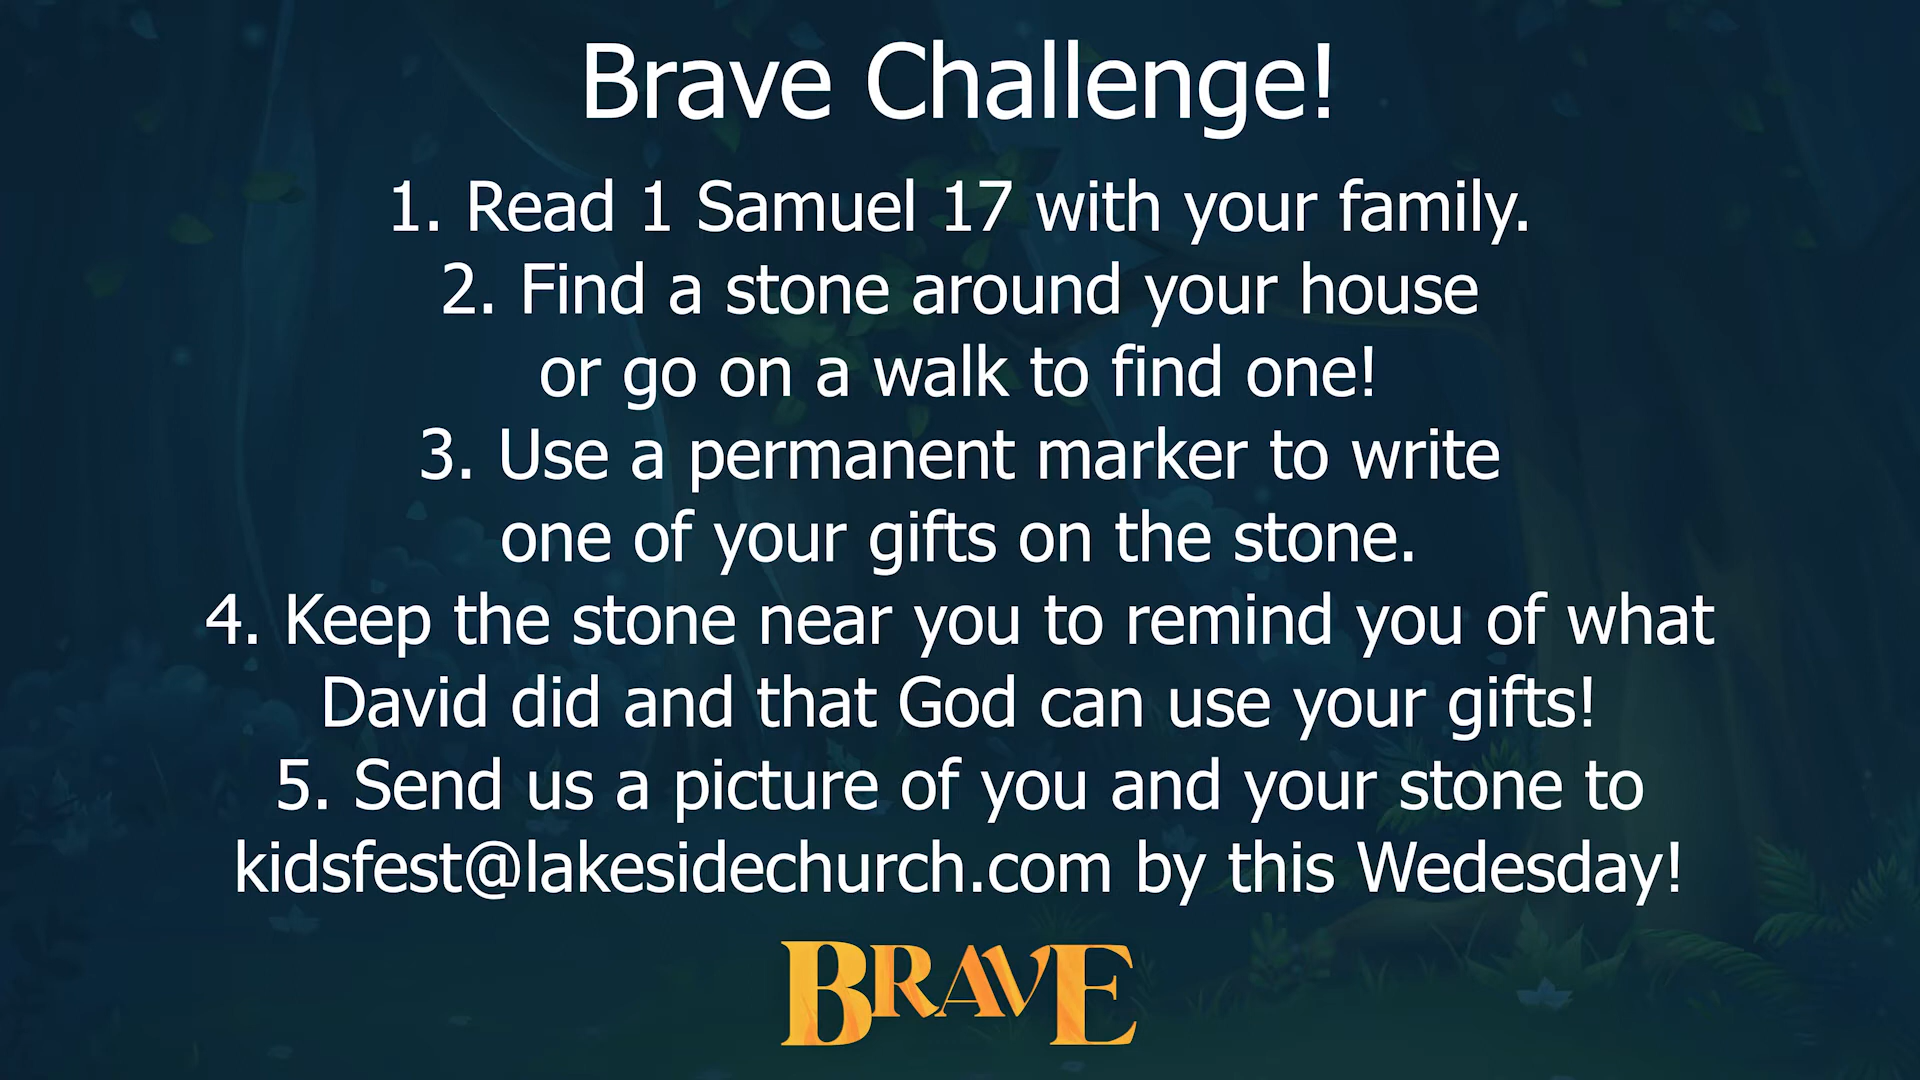 Brave Challenge!
1. Read 1 Samuel 17 with your family.
2. Find a stone around your house
or go on a walk to find one!
3. Use a permanent marker to write
one of your gifts on the stone.
4. Keep the stone near you to remind you of what
David did and that God can use your gifts!
5. Send us a picture of you and your stone to
kidsfest@lakesidechurch.com by this Wedesday!
BRAVE